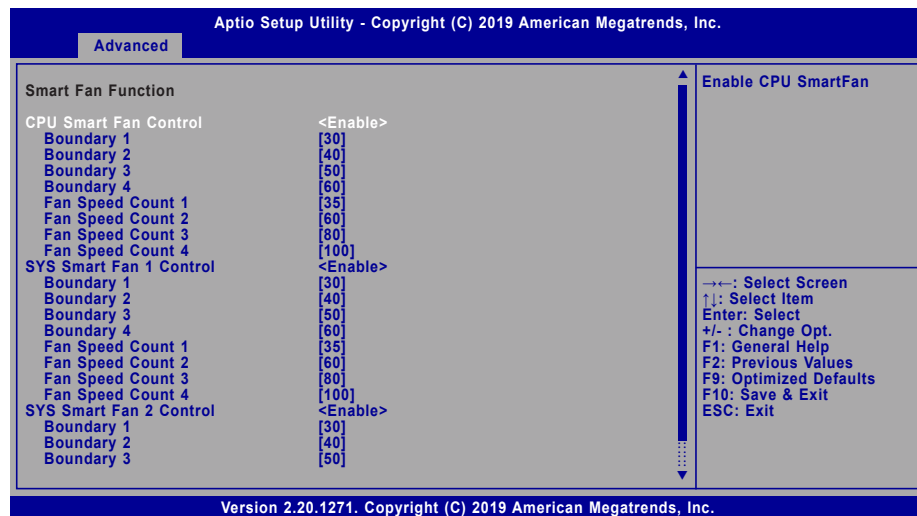 Aptio Setup Utility - Copyright (C) 2019 American Megatrends, Inc.
Advanced
Smart Fan Function
CPU Smart Fan Control <Enable>
Boundary 1 [30]
Boundary 2 [40]
Boundary 3 [50]
Boundary 4 [60]
Fan Speed Count 1 [35]
Fan Speed Count 2 [60]
Fan Speed Count 3 [80]
Fan Speed Count 4 [100]
SYS Smart Fan 1 Control <Enable>
Boundary 1 [30]
Boundary 2 [40]
Boundary 3 [50]
Boundary 4 [60]
Fan Speed Count 1 [35]
Fan Speed Count 2 [60]
Fan Speed Count 3 [80]
Fan Speed Count 4 [100]
SYS Smart Fan 2 Control <Enable>
Boundary 1 [30]
Boundary 2 [40]
Boundary 3 [50]
Enable CPU SmartFan
→←: Select Screen
↑↓: Select Item
Enter: Select
+/- : Change Opt.
F1: General Help
F2: Previous Values
F9: Optimized Defaults
F10: Save & Exit
ESC: Exit
Version 2.20.1271. Copyright (C) 2019 American Megatrends, Inc.